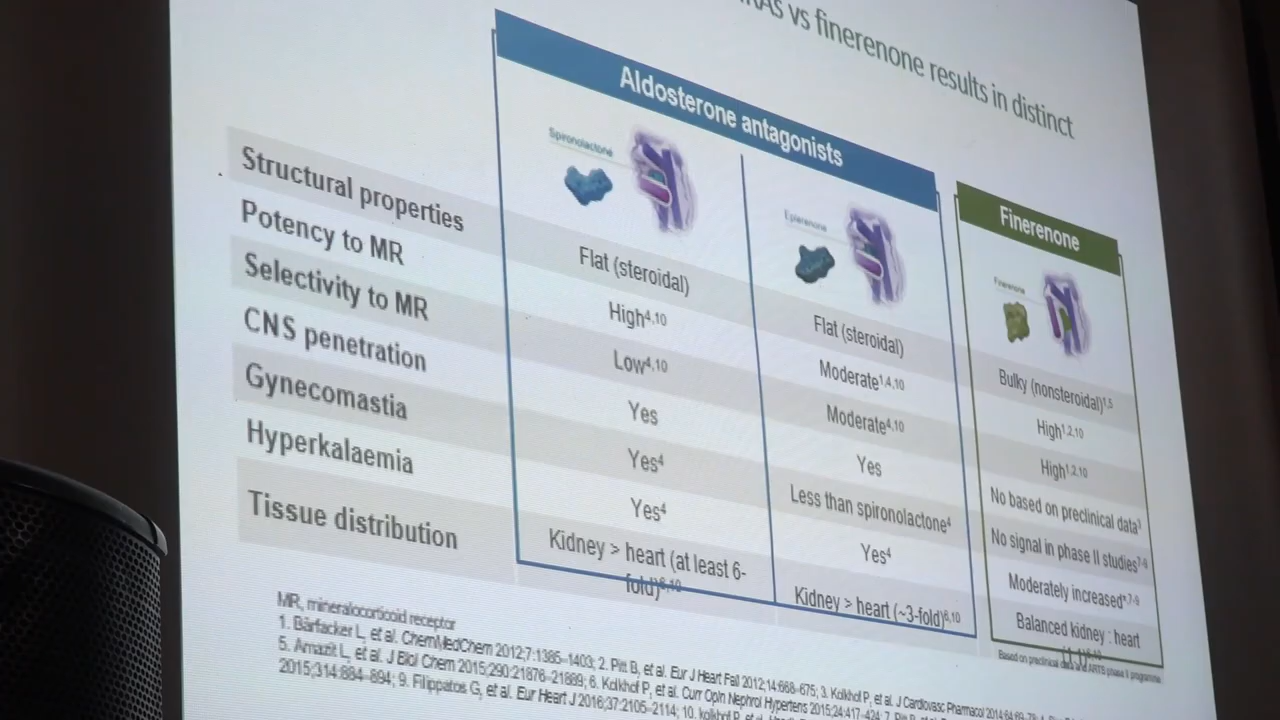 vs finerenone results in distinct
Aldosterone antagonists
Finerenone
Spironolactone
Eplerenone
Finerenone
Structural properties
Flat (steroidal)
Flat (steroidal)
Bulky (nonsteroidal)1,5
Potency to MR
High4,10
Moderate1,4,10
High1,2,10
Selectivity to MR
Low4,10
Moderate4,10
High1,2,10
CNS penetration
Yes
Yes
No based on preclinical data3
Gynecomastia
Yes4
Less than spironolactone4
No signal in phase II studies7-9
Hyperkalaemia
Yes4
Yes4
Moderately increased*,7-9
Tissue distribution
Kidney > heart (at least 6-
fold)6,10
Kidney > heart (~3-fold)6,10
Balanced kidney : heart
Based on preclinical data and ARTS phase II programme
MR, mineralocorticoid receptor
1. Bärfacker L, et al. ChemMedChem 2012;7:1385–1403; 2. Pitt B, et al. Eur J Heart Fail 2012;14:668–675; 3. Kolkhof P, et al. J Cardiovasc Pharmacol 2014;64:69–78;
5. Amazit L, et al. J Biol Chem 2015;290:21876–21889; 6. Kolkhof P, et al. Curr Opin Nephrol Hypertens 2015;24:417–424; 7. Pitt B,
2015;314:884–894; 9. Filippatos G, et al. Eur Heart J 2016;37:2105–2114; 10. kolkhof P, et al.